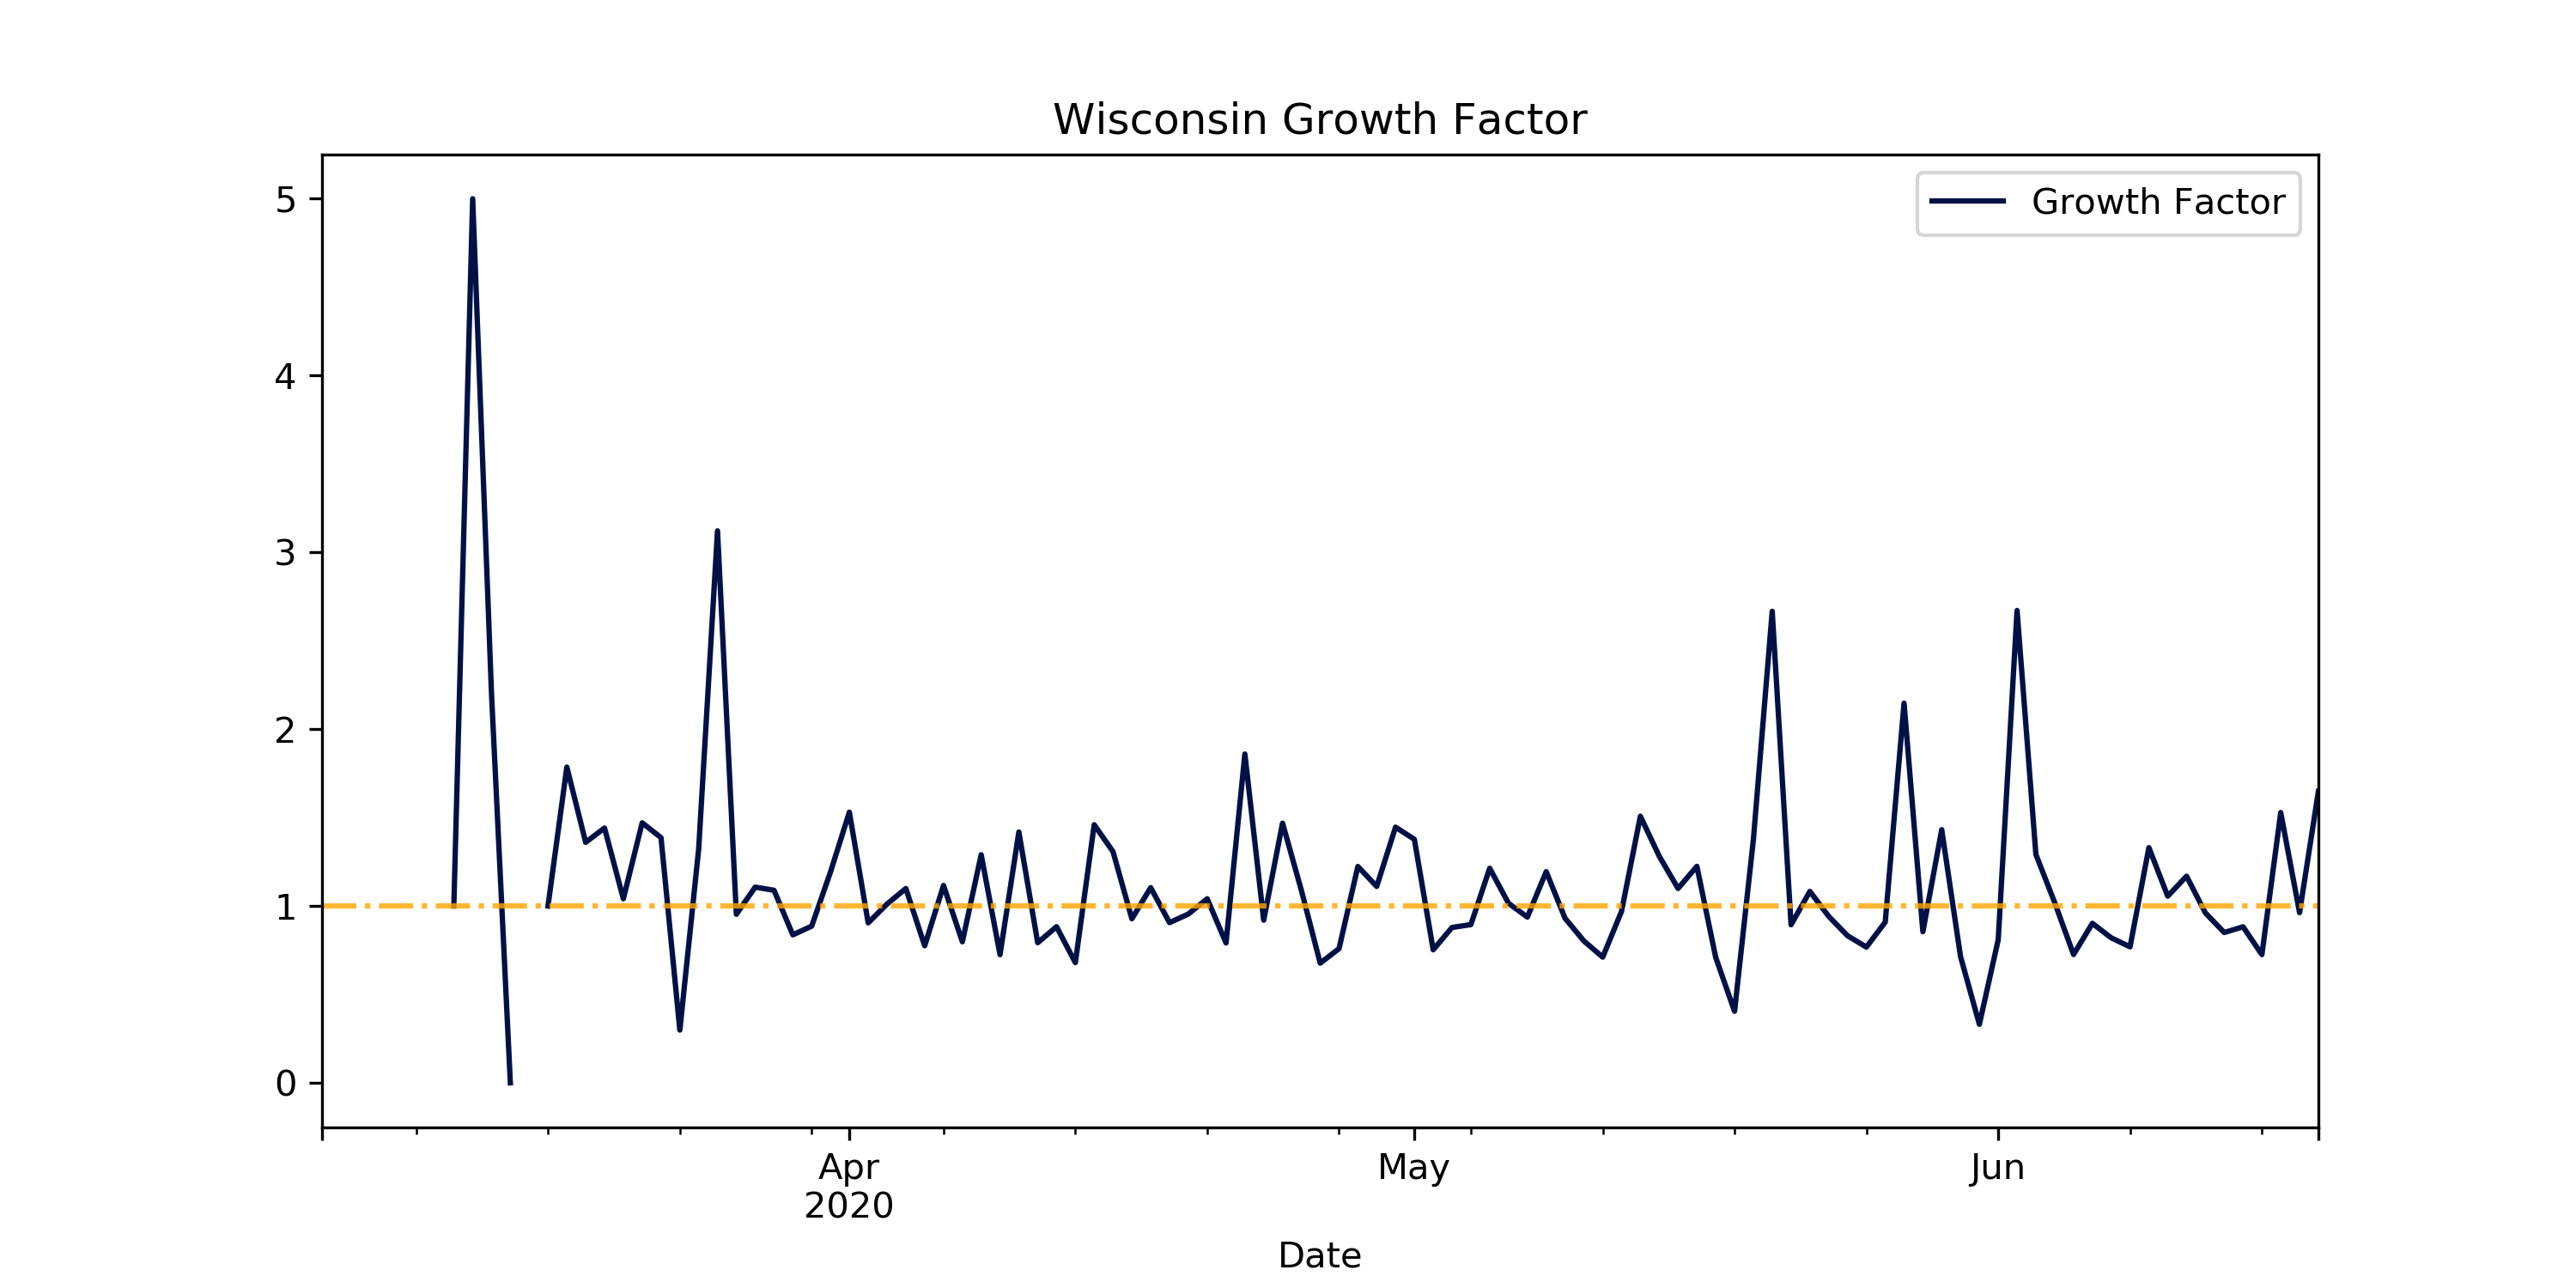 Wisconsin Growth Factor
Growth Factor
5
4
3
2
1
0
Apr
2020
May
Jun
Date